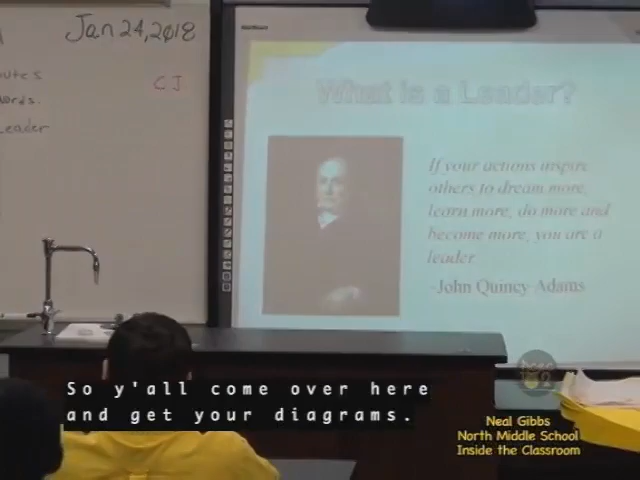 Jan 24, 2018
CJ
Leader
What is a Leader?
If your actions inspire
others to dream more,
learn more, do more and
become more, you are a
leader
-John Quincy Adams
So y'all come over here
and get your diagrams.
Neal Gibbs
North Middle School
Inside the Classroom